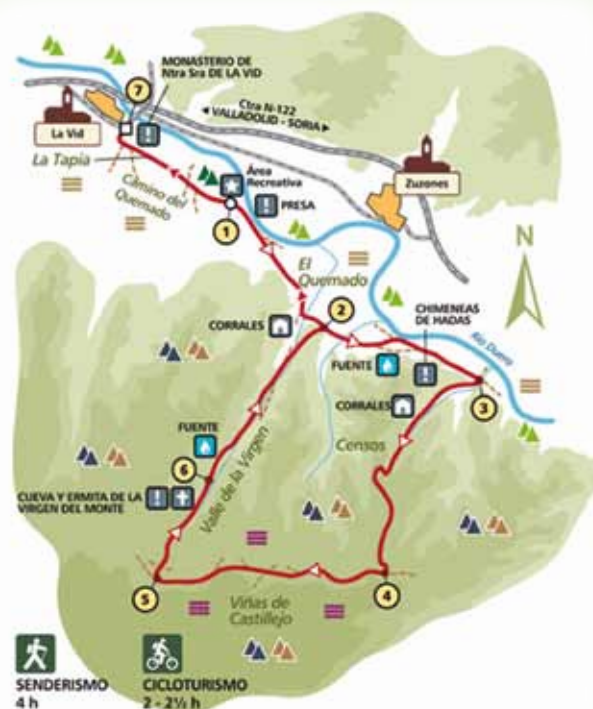 MONASTERIO DE
Ntra Sra DE LA VID
7
Ctra N-122
VALLADOLID - SORIA
La Vid
La Tapia
Zuzones
Camino del
Quemado
Área
Recreativa
PRESA
1
El
Quemado
N
CHIMENEAS
DE HADAS
CORRALES
2
Río Duero
FUENTE
3
CORRALES
Censos
FUENTE
6
Valle de la Virgen
CUEVA Y ERMITA DE LA
VIRGEN DEL MONTE
5
4
Viñas de
Castillejo
SENDERISMO
4 h
CICLOTURISMO
2 - 2½ h